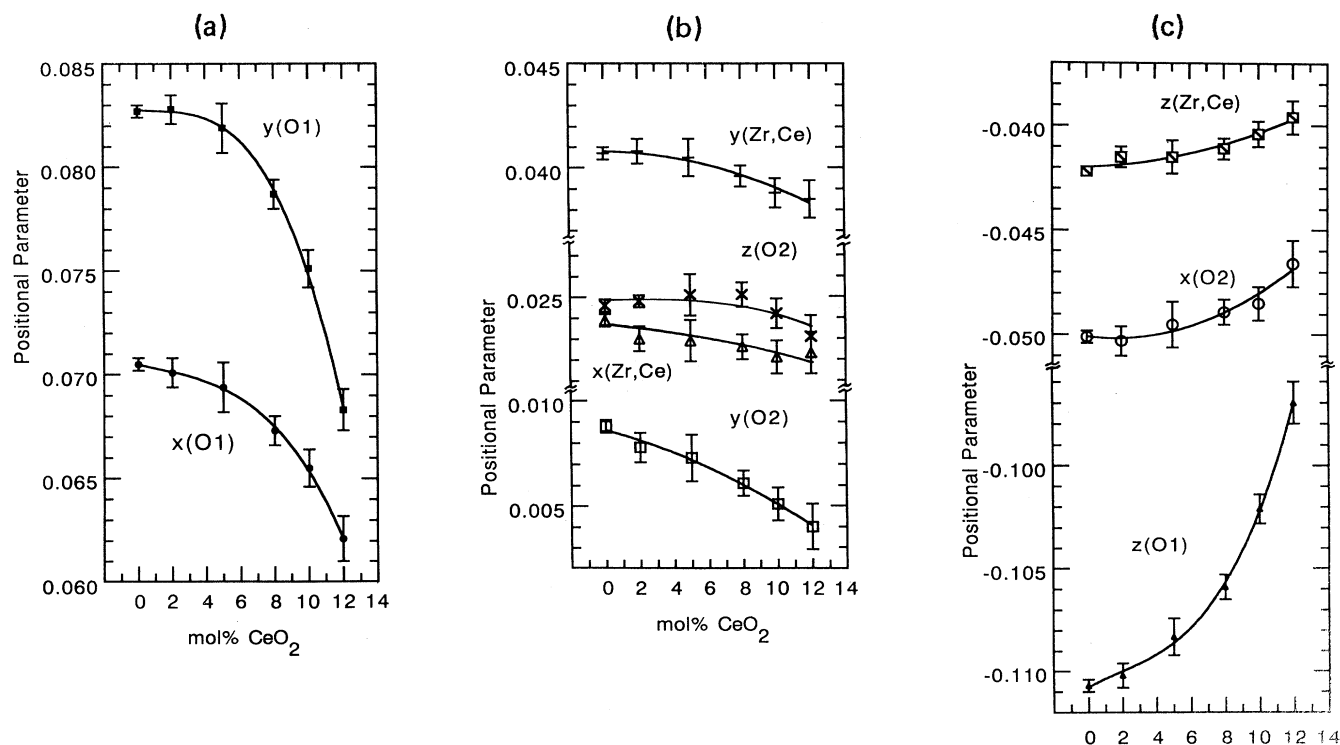 (a)
0.085
0.080
0.075
0.070
0.065
0.060
Positional Parameter
y(O1)
x(O1)
0 2 4 6 8 10 12 14
mol% CeO2
(b)
0.045
0.040
0.025
0.010
0.005
Positional Parameter
y(Zr,Ce)
z(O2)
x(Zr,Ce)
y(O2)
0 2 4 6 8 10 12 14
mol% CeO2
(c)
-0.040
-0.045
-0.050
-0.100
-0.105
-0.110
Positional Parameter
z(Zr,Ce)
x(O2)
z(O1)
0 2 4 6 8 10 12 14